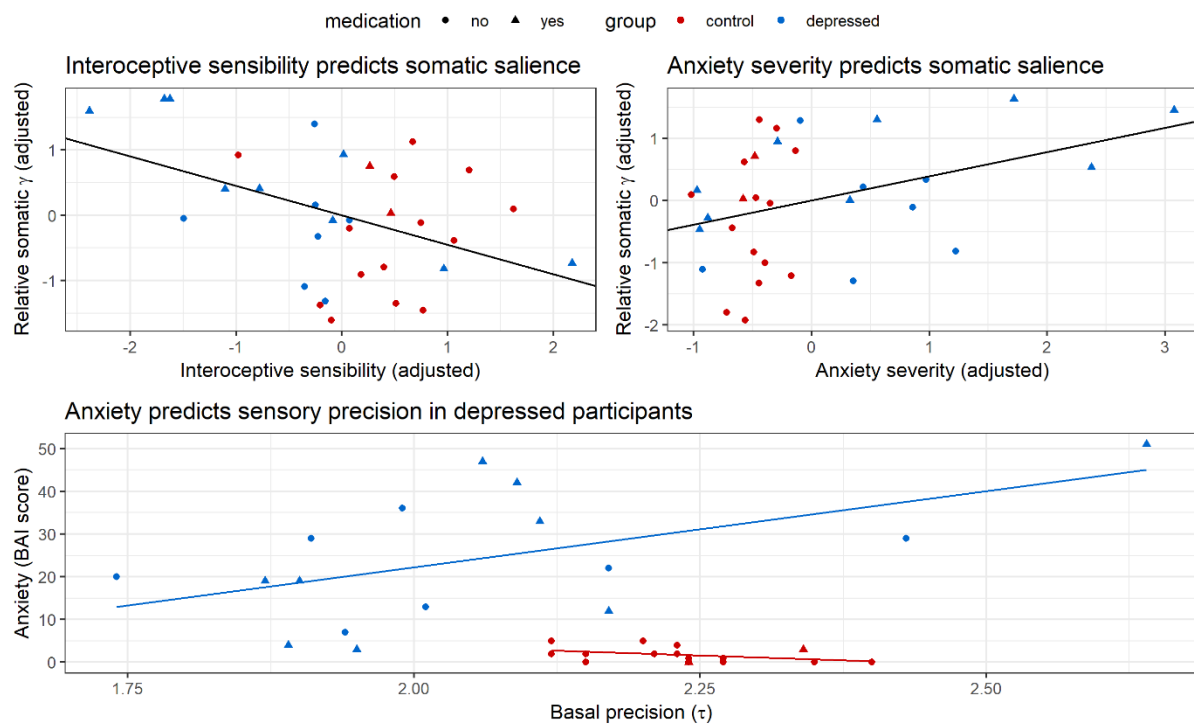 medication no yes group control depressed
Interoceptive sensibility predicts somatic salience
Relative somatic γ (adjusted)
1
0
-1
-2
-1
0
1
2
Interoceptive sensibility (adjusted)
Anxiety severity predicts somatic salience
Relative somatic γ (adjusted)
1
0
-1
-2
-1
0
1
2
3
Anxiety severity (adjusted)
Anxiety predicts sensory precision in depressed participants
Anxiety (BAI score)
50
40
30
20
10
0
1.75
2.00
2.25
2.50
Basal precision (τ)